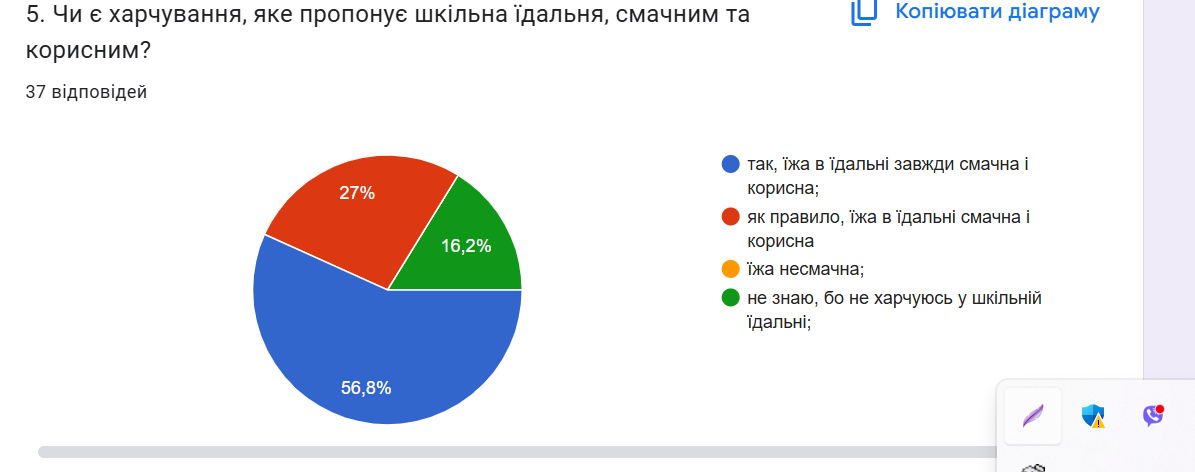 5. Чи є харчування, яке пропонує шкільна їдальня, смачним та
корисним?
Копіювати діаграму
37 відповідей
27%
16,2%
56,8%
так, їжа в їдальні завжди смачна і
корисна;
як правило, їжа в їдальні смачна і
корисна
їжа несмачна;
не знаю, бо не харчуюсь у шкільній
їдальні;